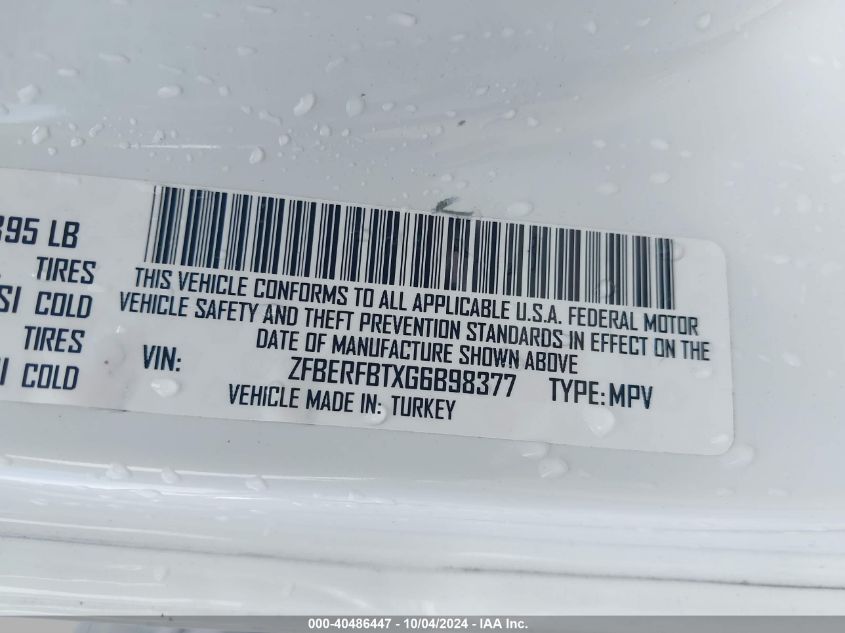 395 LB
TIRES
SI COLD
TIRES
I COLD
THIS VEHICLE CONFORMS TO ALL APPLICABLE U.S.A. FEDERAL MOTOR
VEHICLE SAFETY AND THEFT PREVENTION STANDARDS IN EFFECT ON THE
DATE OF MANUFACTURE SHOWN ABOVE
VIN: ZFBERFBTXG6B98377 TYPE: MPV
VEHICLE MADE IN: TURKEY
000-40486447 - 10/04/2024 - IAA Inc.